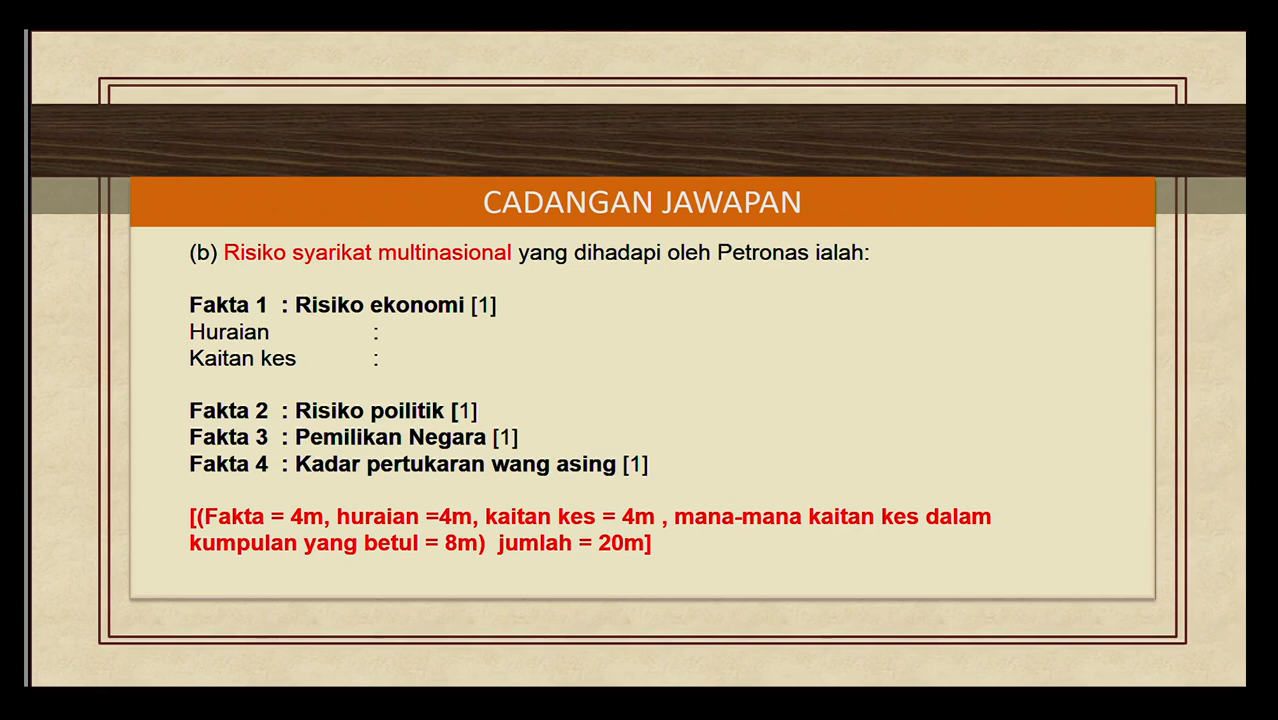 CADANGAN JAWAPAN
(b) Risiko syarikat multinasional yang dihadapi oleh Petronas ialah:
Fakta 1 : Risiko ekonomi [1]
Huraian :
Kaitan kes :
Fakta 2 : Risiko poilitik [1]
Fakta 3 : Pemilikan Negara [1]
Fakta 4 : Kadar pertukaran wang asing [1]
[(Fakta = 4m, huraian =4m, kaitan kes = 4m , mana-mana kaitan kes dalam
kumpulan yang betul = 8m) jumlah = 20m]